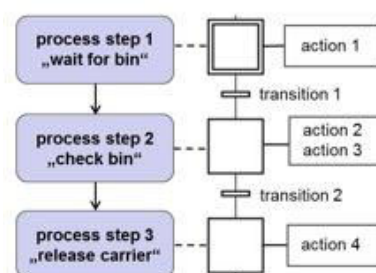 process step 1
„wait for bin“
action 1
transition 1
process step 2
„check bin“
action 2
action 3
transition 2
process step 3
„release carrier“
action 4